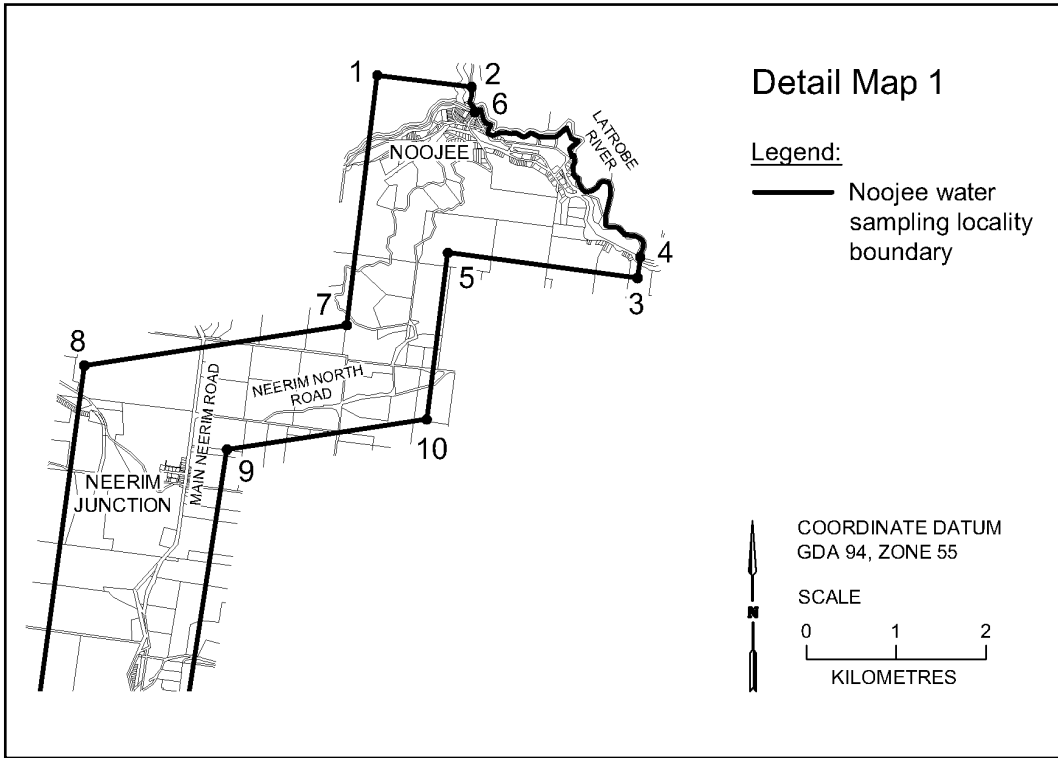 Detail Map 1
Legend:
Noojee water
sampling locality
boundary
1
2
6
NOOJEE
LATROBE
RIVER
4
5
3
7
8
NEERIM NORTH
ROAD
MAIN NEERIM ROAD
10
9
NEERIM
JUNCTION
COORDINATE DATUM
GDA 94, ZONE 55
SCALE
N
0 1 2
KILOMETRES